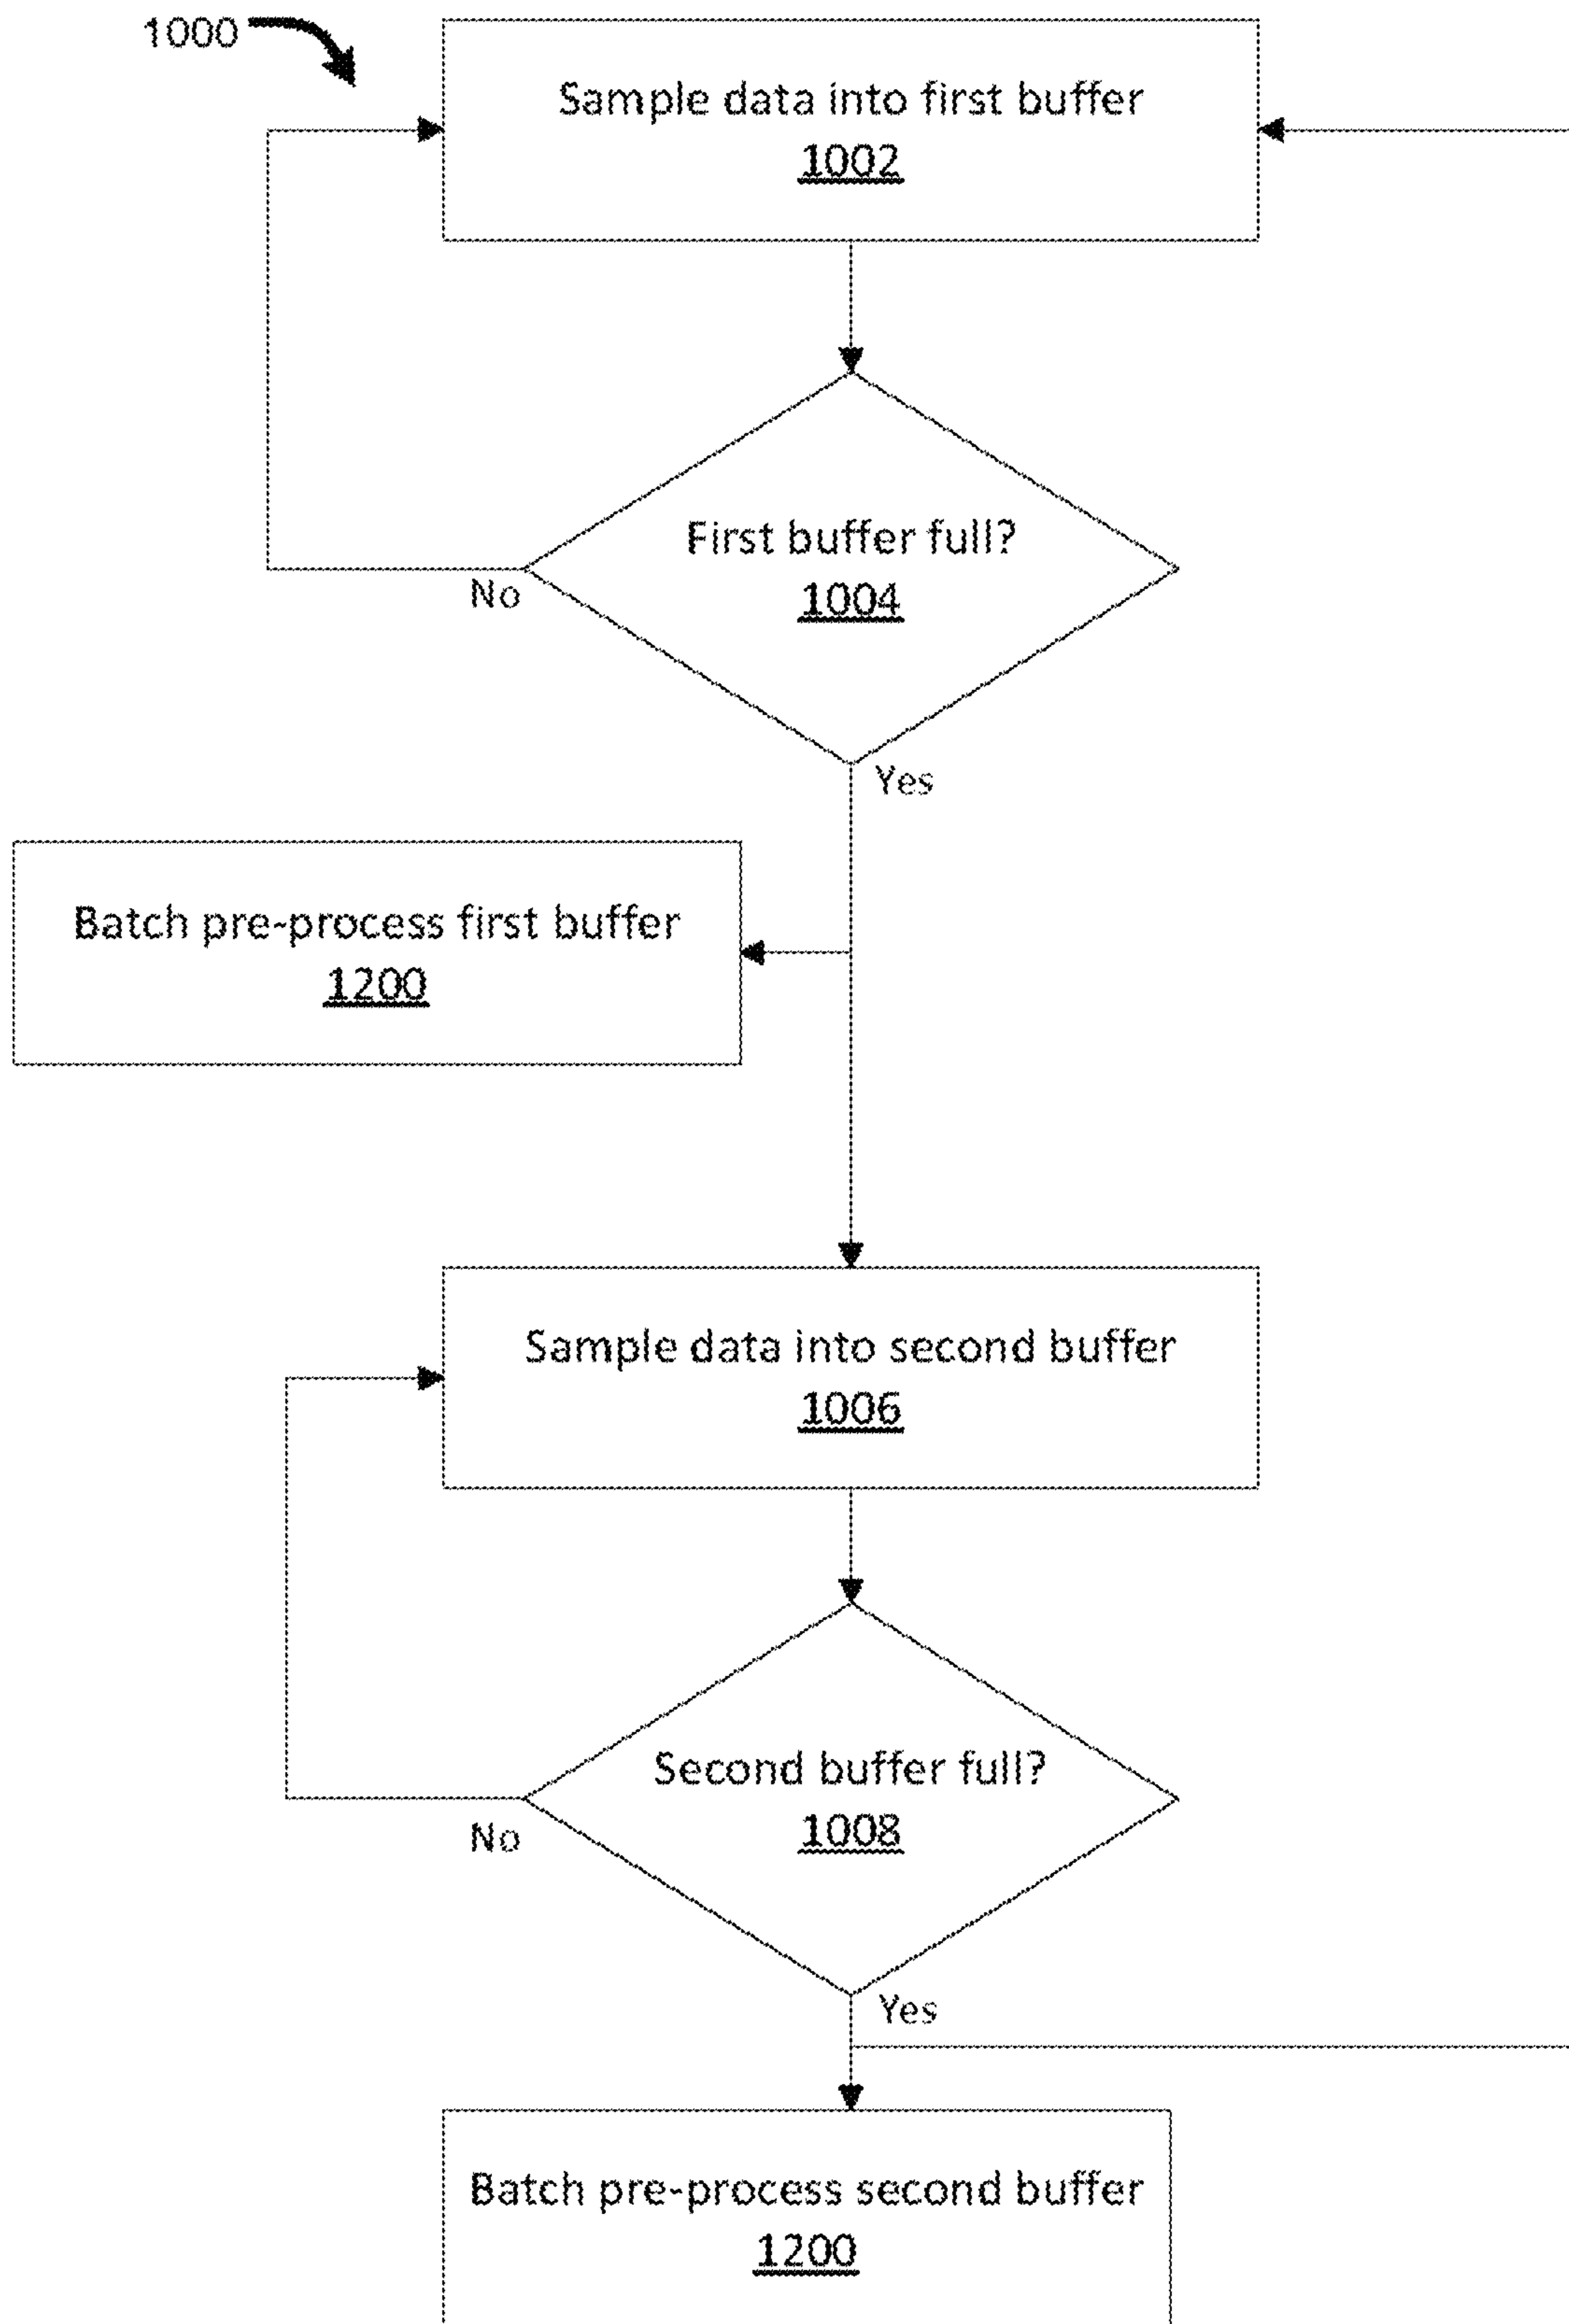 1000
Sample data into first buffer
1002
First buffer full?
1004
No
Yes
Batch pre-process first buffer
1200
Sample data into second buffer
1006
Second buffer full?
1008
No
Yes
Batch pre-process second buffer
1200